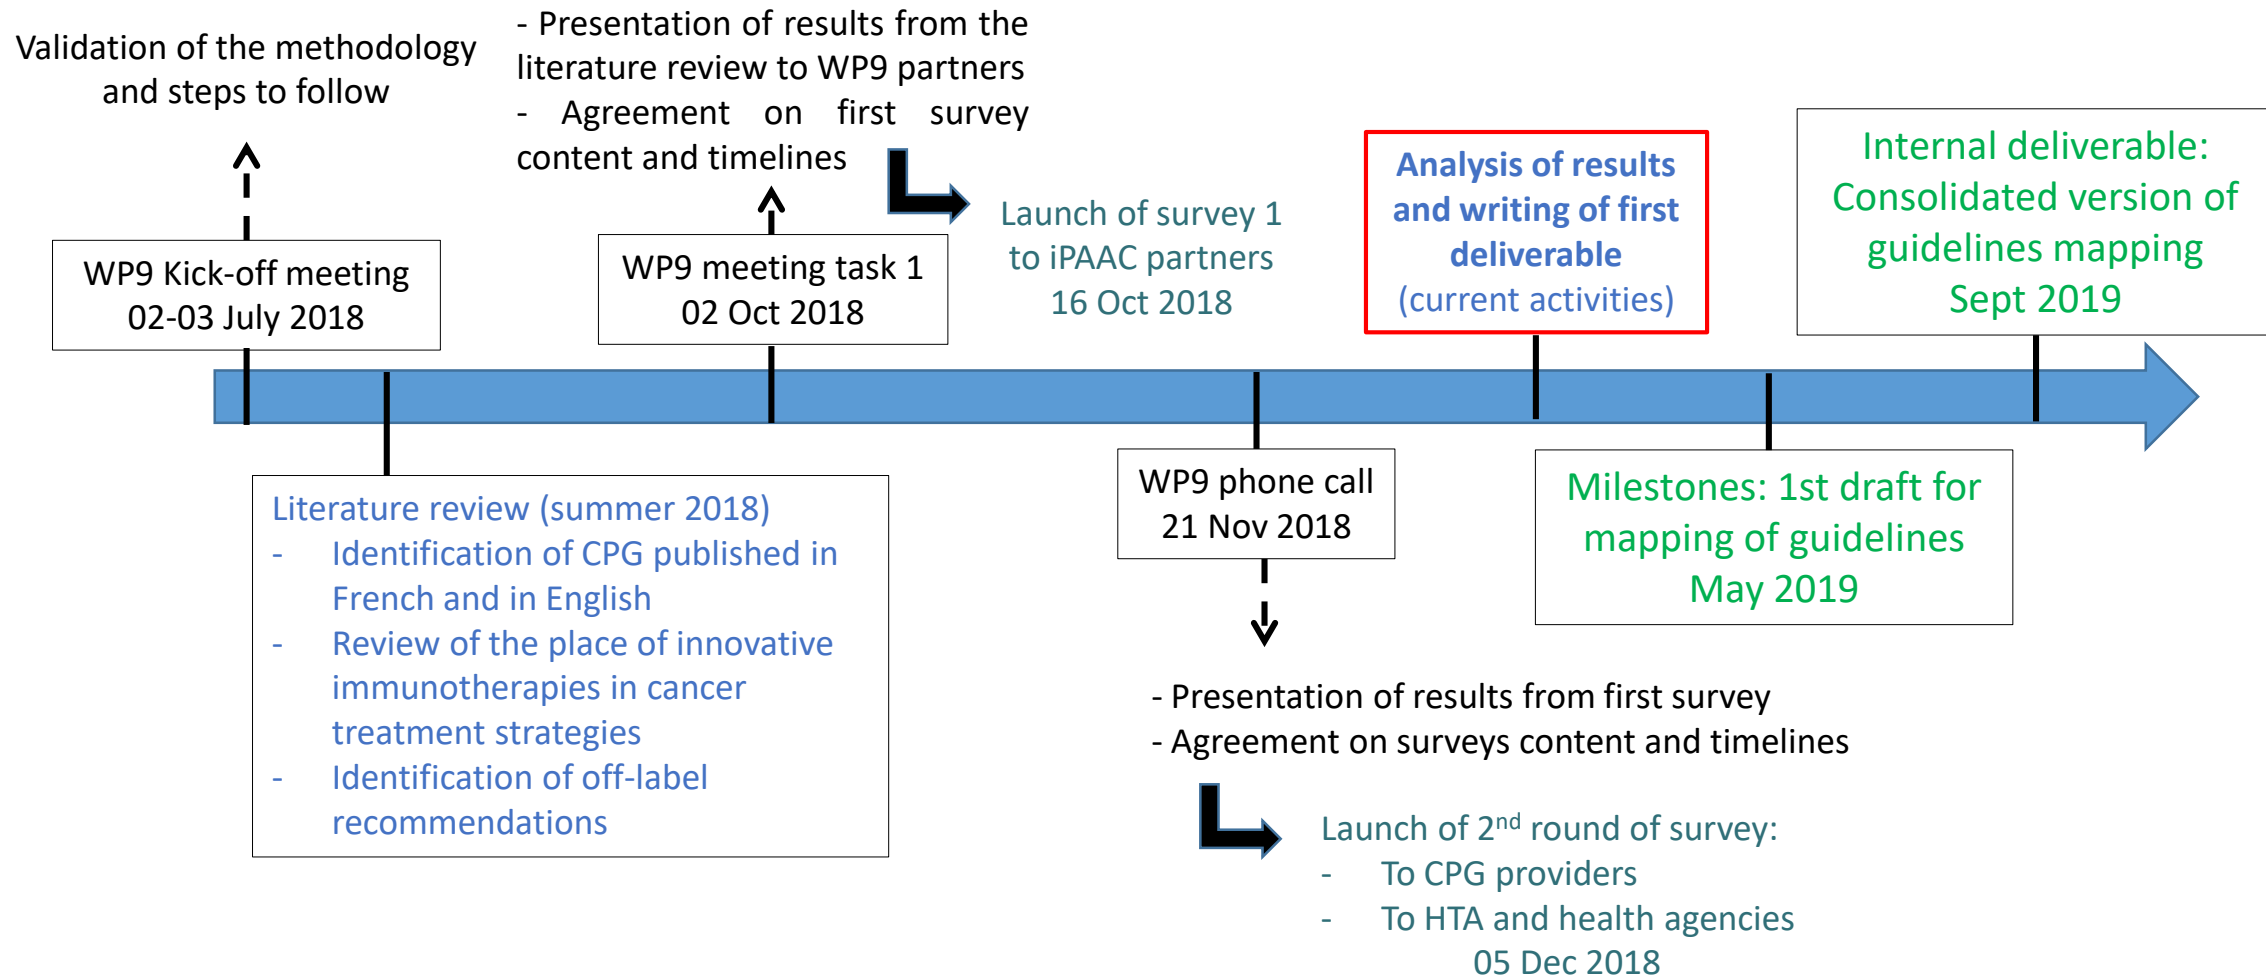 Validation of the methodology
and steps to follow
- Presentation of results from the
literature review to WP9 partners
- Agreement on first survey
content and timelines
WP9 Kick-off meeting
02-03 July 2018
WP9 meeting task 1
02 Oct 2018
Launch of survey 1
to iPAAC partners
16 Oct 2018
Analysis of results
and writing of first
deliverable
(current activities)
Internal deliverable:
Consolidated version of
guidelines mapping
Sept 2019
Literature review (summer 2018)
- Identification of CPG published in
French and in English
- Review of the place of innovative
immunotherapies in cancer
treatment strategies
- Identification of off-label
recommendations
WP9 phone call
21 Nov 2018
Milestones: 1st draft for
mapping of guidelines
May 2019
- Presentation of results from first survey
- Agreement on surveys content and timelines
Launch of 2nd round of survey:
- To CPG providers
- To HTA and health agencies
05 Dec 2018